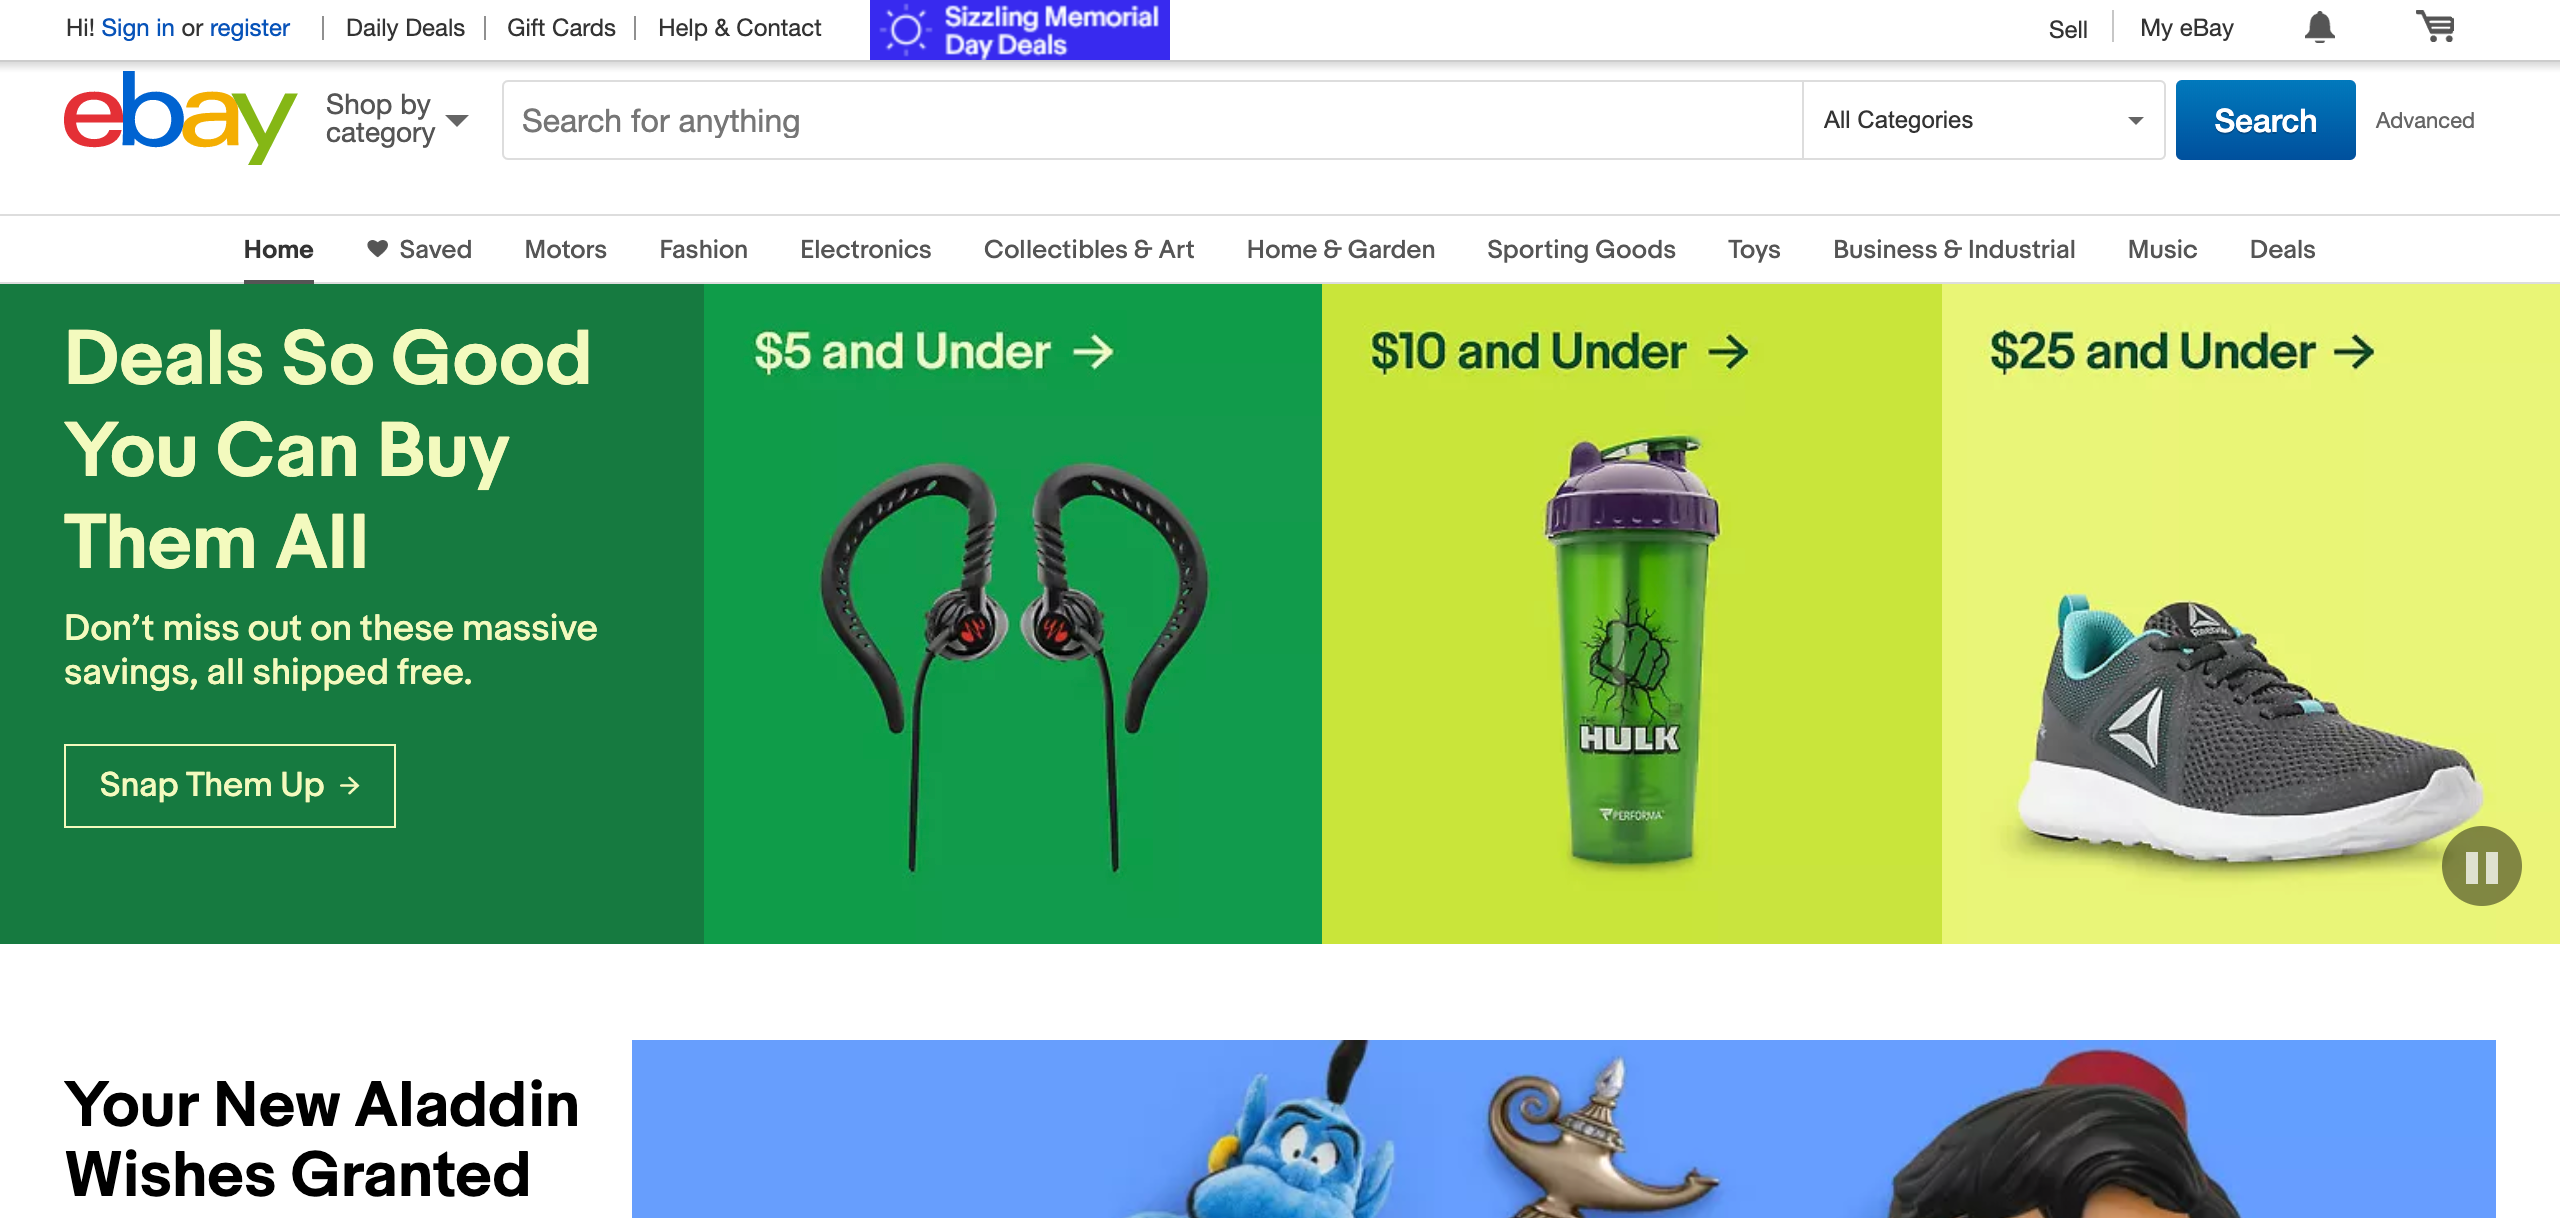 Hi! Sign in or register | Daily Deals | Gift Cards | Help & Contact
Sizzling Memorial
Day Deals
Sell | My eBay
ebay
Shop by
category
Search for anything
All Categories
Search
Advanced
Home
Saved
Motors
Fashion
Electronics
Collectibles & Art
Home & Garden
Sporting Goods
Toys
Business & Industrial
Music
Deals
Deals So Good
You Can Buy
Them All
Don’t miss out on these massive
savings, all shipped free.
Snap Them Up →
$5 and Under →
$10 and Under →
THE
HULK
PERFORMA
$25 and Under →
Reebok
Your New Aladdin
Wishes Granted